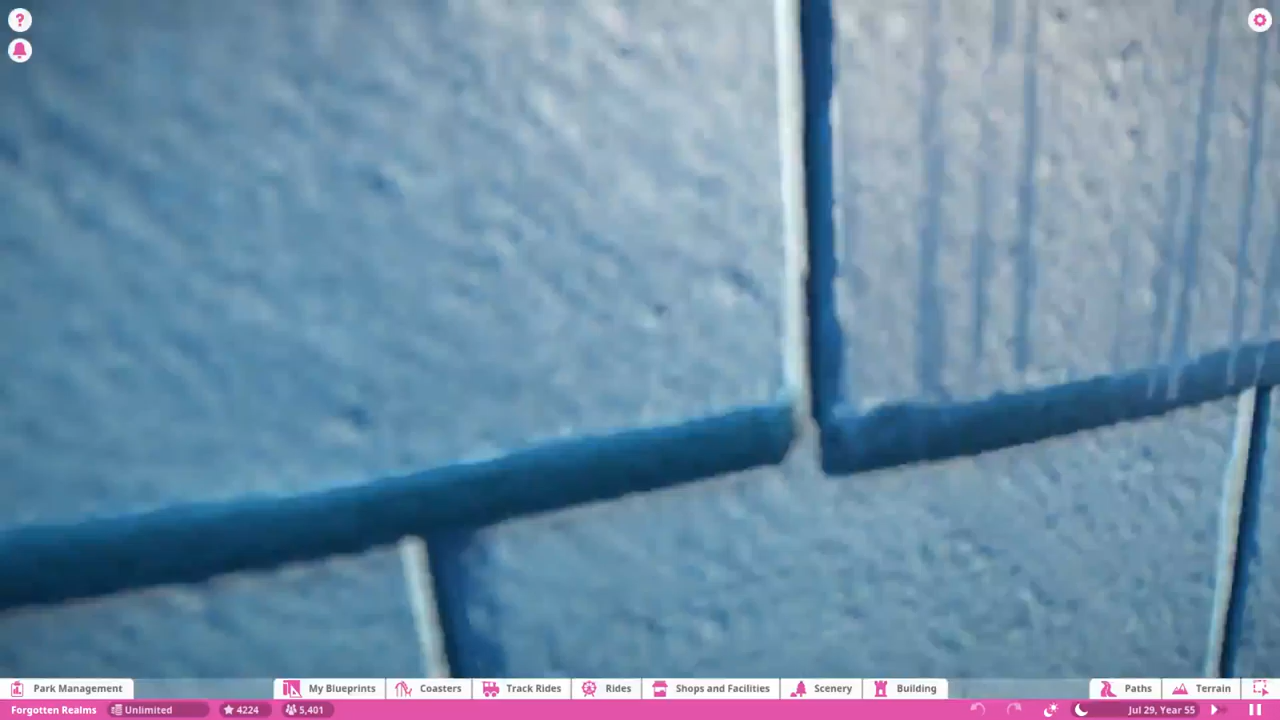 ?
Park Management
My Blueprints
Coasters
Track Rides
Rides
Shops and Facilities
Scenery
Building
Paths
Terrain
Forgotten Realms
Unlimited
4224
5,401
Jul 29, Year 55